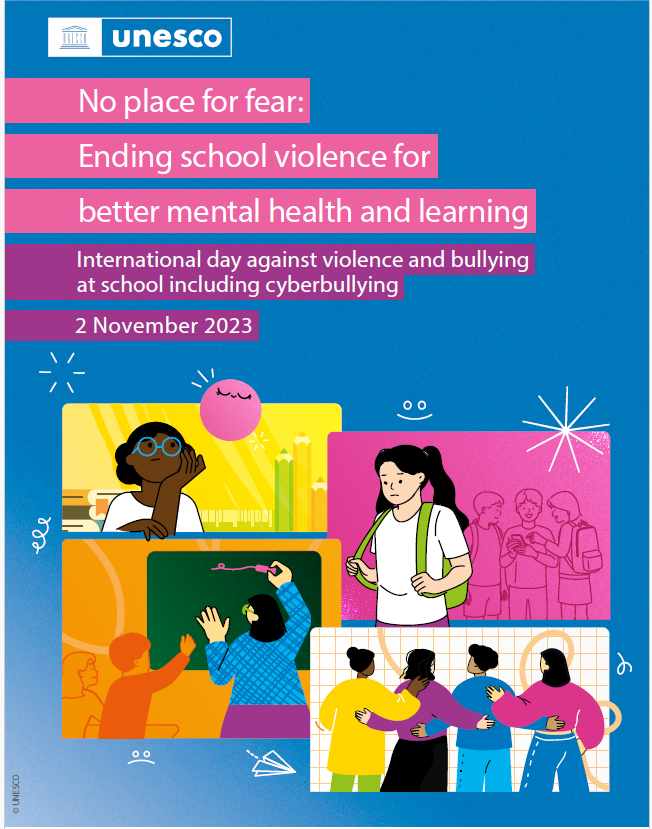 unesco
No place for fear:
Ending school violence for
better mental health and learning
International day against violence and bullying
at school including cyberbullying
2 November 2023
© UNESCO